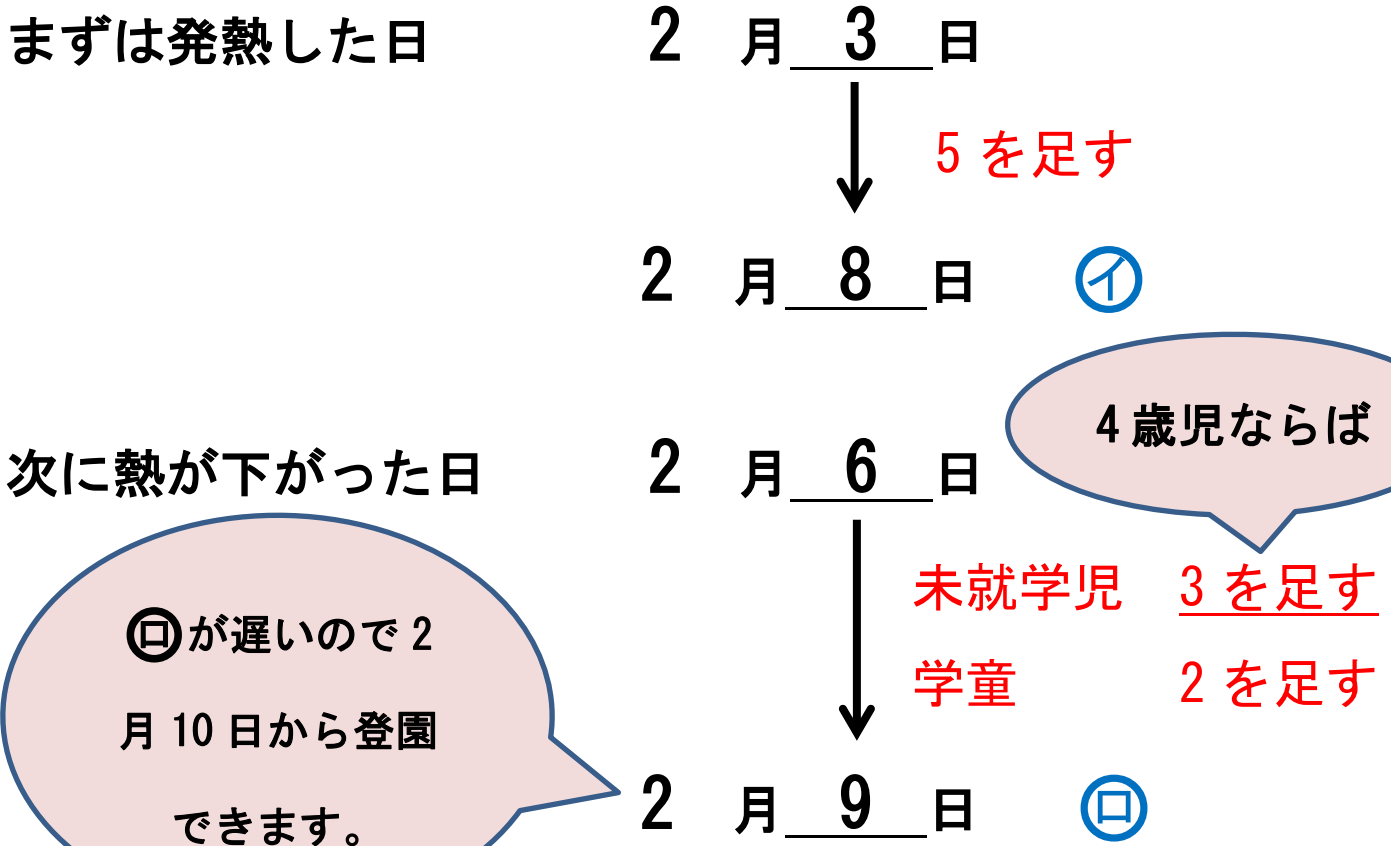 まずは発熱した日 2 月 3 日
5 を足す
2 月 8 日 ㋑
4歳児ならば
次に熱が下がった日 2 月 6 日
未就学児 3 を足す
学童 2 を足す
㋺が遅いので 2
月 10 日から登園
できます。
2 月 9 日 ㋺